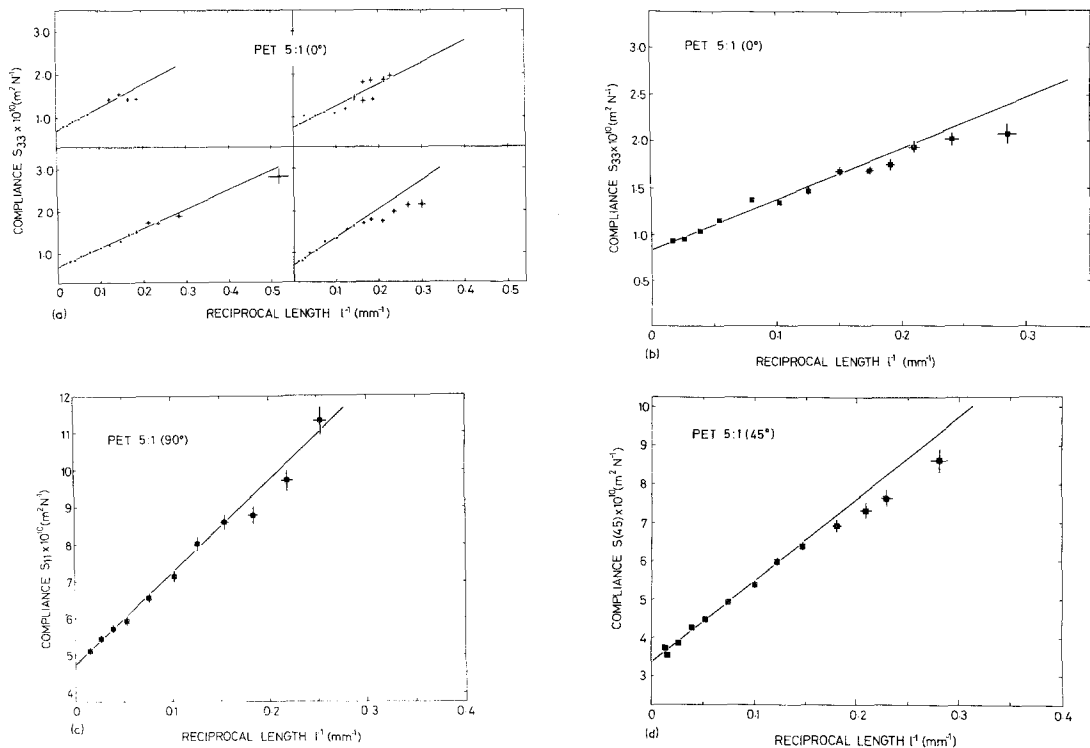 3·0
2·0
1·0
PET 5:1 (0°)
3·0
2·0
1·0
COMPLIANCE S33 × 10^10 (m² N⁻¹)
0 0·1 0·2 0·3 0·4 0·5
0·1 0·2 0·3 0·4 0·5
(a) RECIPROCAL LENGTH l⁻¹ (mm⁻¹)
PET 5:1 (0°)
3·0
2·5
2·0
1·5
1·0
0·5
COMPLIANCE S33 × 10^10 (m² N⁻¹)
0 0·1 0·2 0·3
(b) RECIPROCAL LENGTH l⁻¹ (mm⁻¹)
12
11
10
9
8
7
6
5
4
PET 5:1 (90°)
COMPLIANCE S11 × 10^10 (m² N⁻¹)
0 0·1 0·2 0·3 0·4
(c) RECIPROCAL LENGTH l⁻¹ (mm⁻¹)
10
9
8
7
6
5
4
3
PET 5:1 (45°)
COMPLIANCE S(45) × 10^10 (m² N⁻¹)
0 0·1 0·2 0·3 0·4
(d) RECIPROCAL LENGTH l⁻¹ (mm⁻¹)